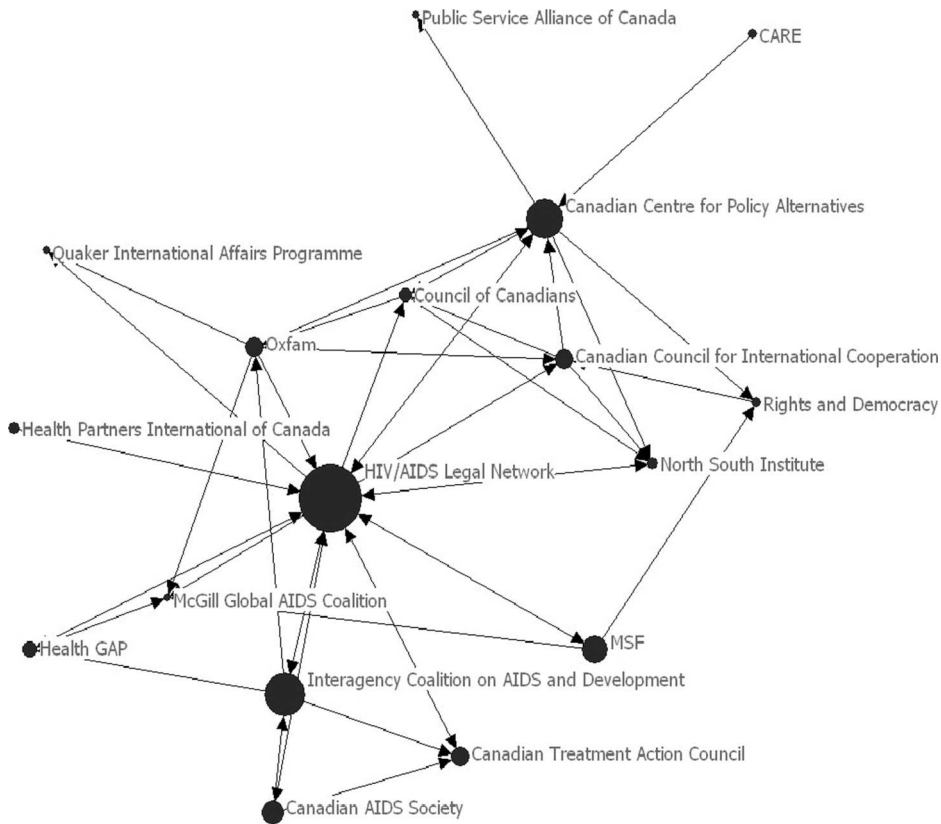 Public Service Alliance of Canada
CARE
Canadian Centre for Policy Alternatives
Quaker International Affairs Programme
Council of Canadians
Oxfam
Canadian Council for International Cooperation
Rights and Democracy
Health Partners International of Canada
North South Institute
HIV/AIDS Legal Network
McGill Global AIDS Coalition
MSF
Health GAP
Interagency Coalition on AIDS and Development
Canadian Treatment Action Council
Canadian AIDS Society